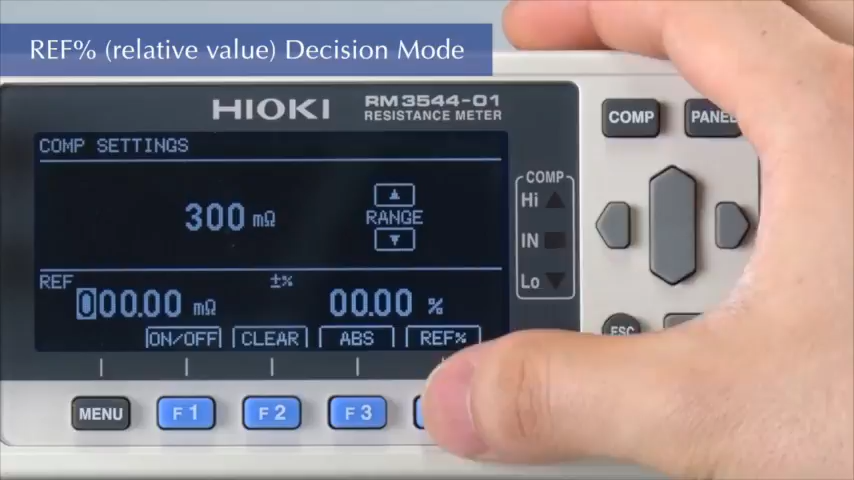 REF% (relative value) Decision Mode
HIOKI
RM3544-01
RESISTANCE METER
COMP
PANEL
COMP SETTINGS
300 mΩ
RANGE
COMP
Hi
IN
Lo
REF
±%
000.00 mΩ
00.00 %
ESC
ON/OFF
CLEAR
ABS
REF%
MENU
F 1
F 2
F 3